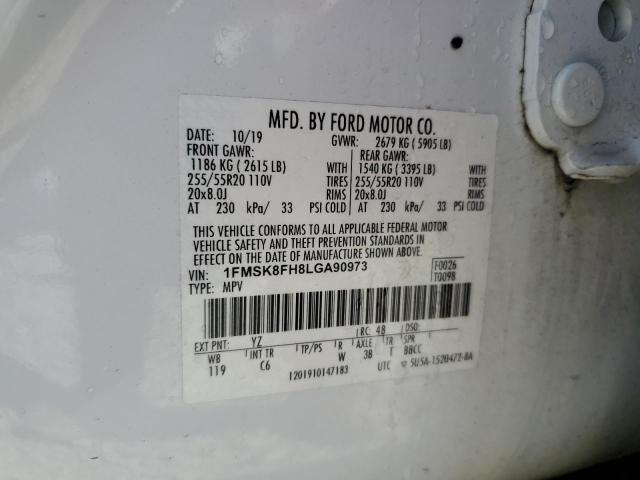 MFD. BY FORD MOTOR CO.
DATE: 10/19 GVWR: 2679 KG ( 5905 LB)
FRONT GAWR: REAR GAWR:
1186 KG ( 2615 LB) WITH 1540 KG ( 3395 LB) WITH
255/55R20 110V TIRES 255/55R20 110V TIRES
20x8.0J RIMS 20x8.0J RIMS
AT 230 kPa/ 33 PSI COLD AT 230 kPa/ 33 PSI COLD
THIS VEHICLE CONFORMS TO ALL APPLICABLE FEDERAL MOTOR
VEHICLE SAFETY AND THEFT PREVENTION STANDARDS IN
EFFECT ON THE DATE OF MANUFACTURE SHOWN ABOVE.
VIN: 1FMSK8FH8LGA90973 F0026
TYPE: MPV T0098
EXT PNT: YZ RC: 48 DSO:
WB INT TR TP/PS R AXLE TR SPR
119 C6 W 3B T BBCC
1201910147183 UTC 5U5A-1520472-BA